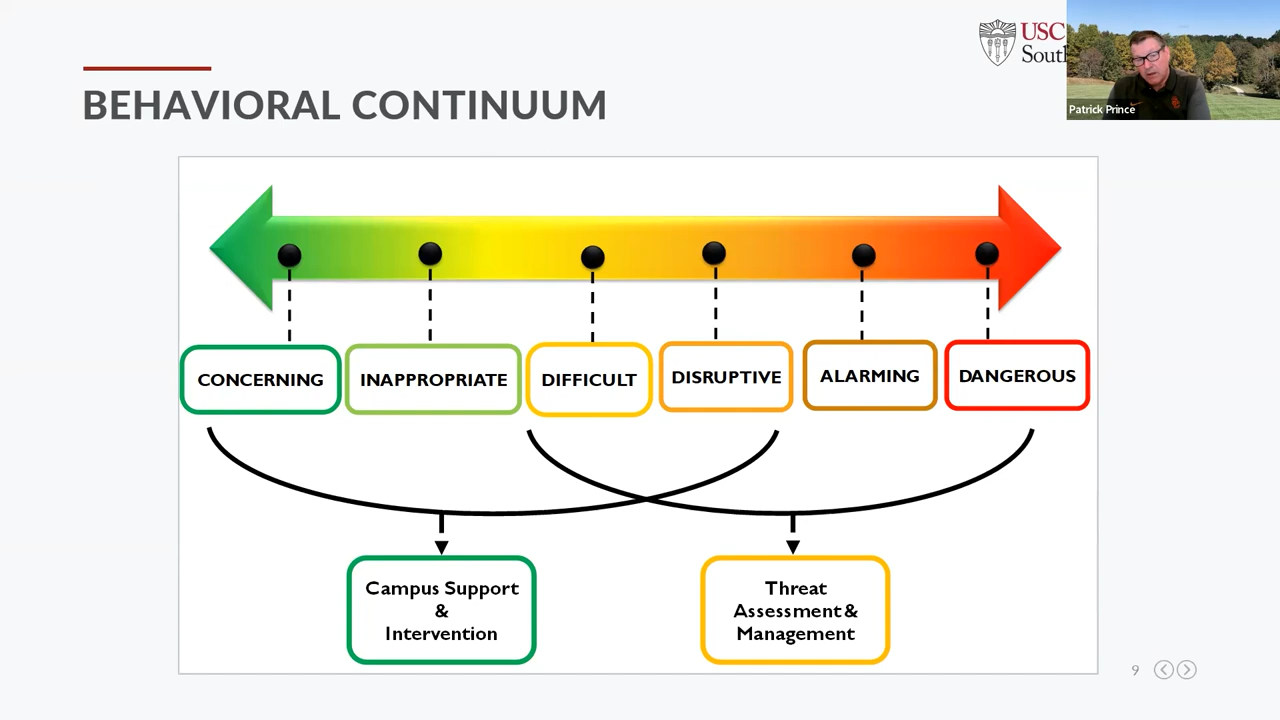 USC
Patrick Prince
BEHAVIORAL CONTINUUM
CONCERNING
INAPPROPRIATE
DIFFICULT
DISRUPTIVE
ALARMING
DANGEROUS
Campus Support
&
Intervention
Threat
Assessment &
Management
9